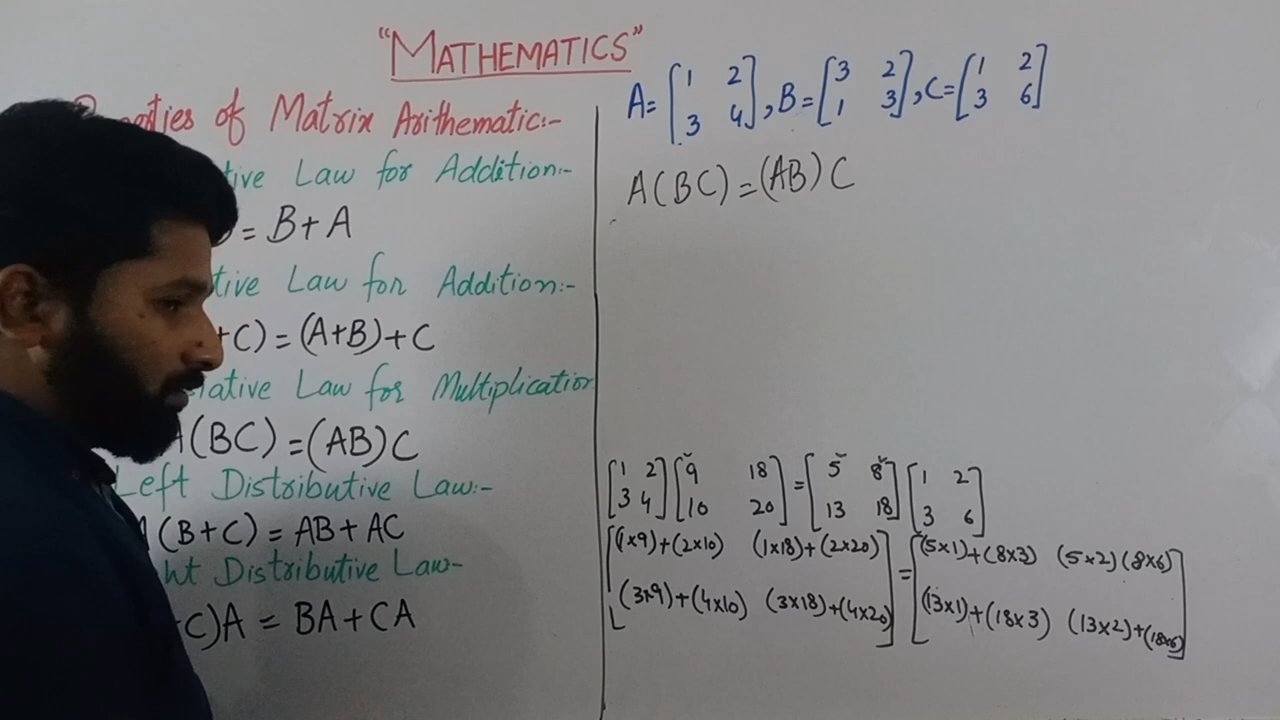 "MATHEMATICS"
of Matrix Arithematic:-
Law for Addition:-
= B+A
Law for Addition:-
+C) = (A+B)+C
Law for Multiplication
A(BC) = (AB)C
Left Distributive Law:-
A(B+C) = AB+AC
Distributive Law-
C)A = BA+CA
A= [1 2 3 4], B= [3 2 1 3], C= [1 2 3 6]
A(BC) = (AB)C
[1 2 [9 18] = [5 8] [1 2
3 4] [10 20] [13 18] 3 6]
[(1x9)+(2x10) (1x18)+(2x20)] = [(5x1)+(8x3) (5x2)(8x6)]
(3x9)+(4x10) (3x18)+(4x20) (13x1)+(18x3) (13x2)+(18x6)